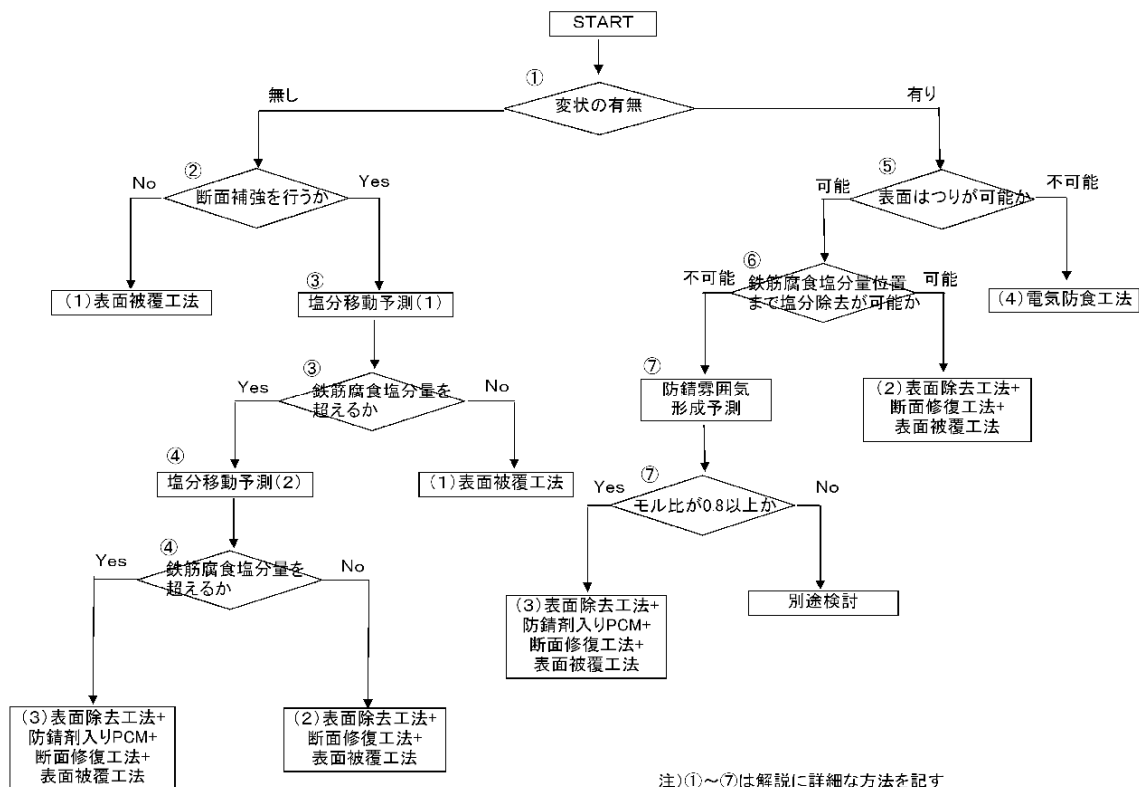 START
①
変状の有無
無し
有り
②
断面補強を行うか
No
Yes
⑤
表面はつりが可能か
可能
不可能
(1)表面被覆工法
③
塩分移動予測(1)
⑥
鉄筋腐食塩分量位置
まで塩分除去が可能か
不可能
可能
(4)電気防食工法
③
鉄筋腐食塩分量を
超えるか
Yes
No
⑦
防錆雰囲気
形成予測
(2)表面除去工法+
断面修復工法+
表面被覆工法
④
塩分移動予測(2)
(1)表面被覆工法
⑦
モル比が0.8以上か
Yes
No
④
鉄筋腐食塩分量を
超えるか
Yes
No
(3)表面除去工法+
防錆剤入りPCM+
断面修復工法+
表面被覆工法
別途検討
(3)表面除去工法+
防錆剤入りPCM+
断面修復工法+
表面被覆工法
(2)表面除去工法+
断面修復工法+
表面被覆工法
注)①～⑦は解説に詳細な方法を記す